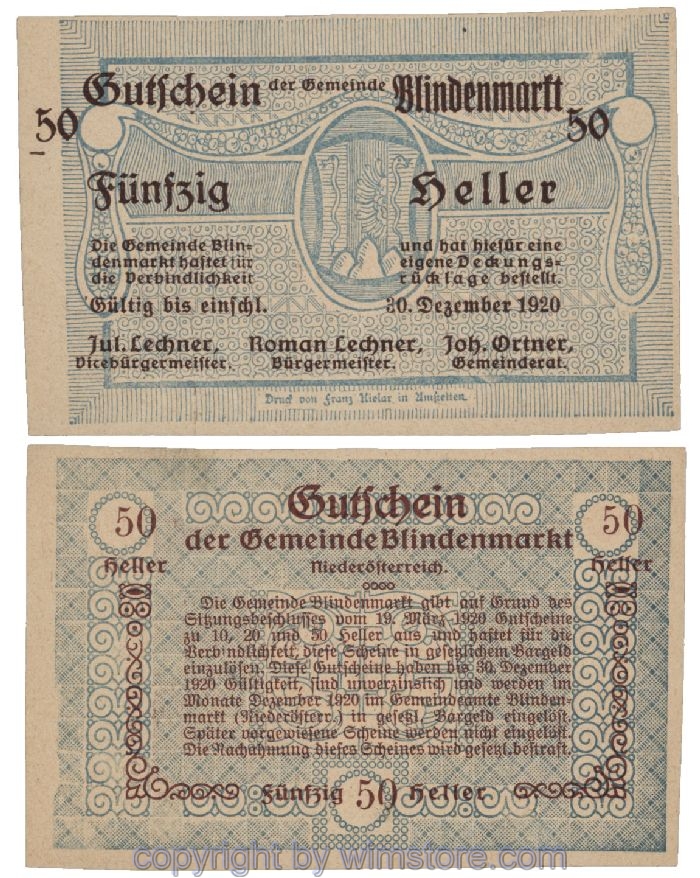 Gutschein der Gemeinde Blindenmarkt
50 50
Fünfzig Heller
Die Gemeinde Blin-
denmarkt haftet für
die Verbindlichkeit
und hat hiefür eine
eigene Deckungs-
rücklage bestellt.
Gültig bis einschl. 30. Dezember 1920
Jul. Lechner, Roman Lechner, Joh. Ortner,
Vicebürgermeister. Bürgermeister. Gemeinderat.
Druck von Franz Nielar in Amstetten.
Gutschein
50 50
der Gemeinde Blindenmarkt
Heller Heller
Niederösterreich.
Die Gemeinde Blindenmarkt gibt auf Grund des
Sitzungsbeschlusses vom 19. März 1920 Gutscheine
zu 10, 20 und 50 Heller aus und haftet für die
Verbindlichkeit, diese Scheine in gesetzlichem Bargeld
einzulösen. Diese Gutscheine haben bis 30. Dezember
1920 Gültigkeit, sind unverzinslich und werden im
Monate Dezember 1920 im Gemeindeamte Blinden-
markt (Niederösterr.) in gesetzl. Bargeld eingelöst.
Später vorgewiesene Scheine werden nicht eingelöst.
Die Nachahmung dieses Scheines wird gesetzl. bestraft.
Fünfzig 50 Heller
copyright by wimstore.com